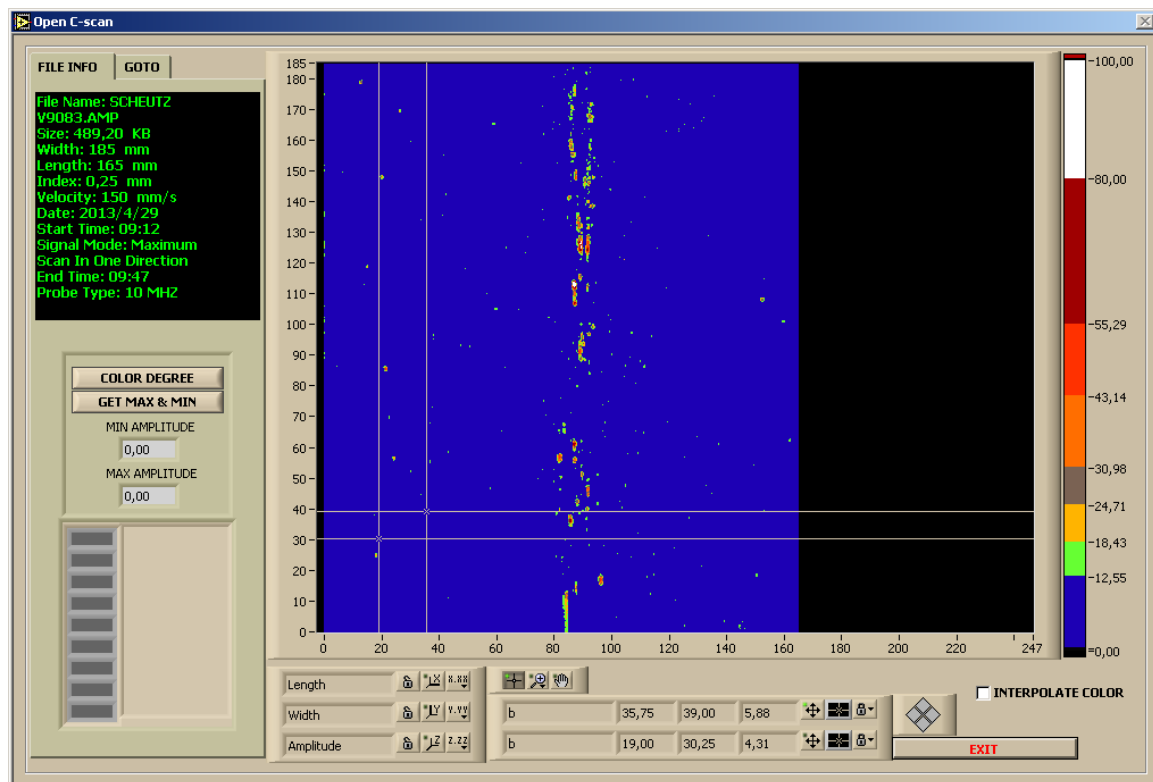 Open C-scan
FILE INFO GOTO
File Name: SCHEUTZ
V9083.AMP
Size: 489,20 KB
Width: 185 mm
Length: 165 mm
Index: 0,25 mm
Velocity: 150 mm/s
Date: 2013/4/29
Start Time: 09:12
Signal Mode: Maximum
Scan In One Direction
End Time: 09:47
Probe Type: 10 MHZ
COLOR DEGREE
GET MAX & MIN
MIN AMPLITUDE
0,00
MAX AMPLITUDE
0,00
185
180
170
160
150
140
130
120
110
100
90
80
70
60
50
40
30
20
10
0
0 20 40 60 80 100 120 140 160 180 200 220 247
100,00
80,00
55,29
43,14
30,98
24,71
18,43
12,55
0,00
Length X X.XX
Width Y Y.YY
Amplitude Z Z.ZZ
b 35,75 39,00 5,88
b 19,00 30,25 4,31
INTERPOLATE COLOR
EXIT